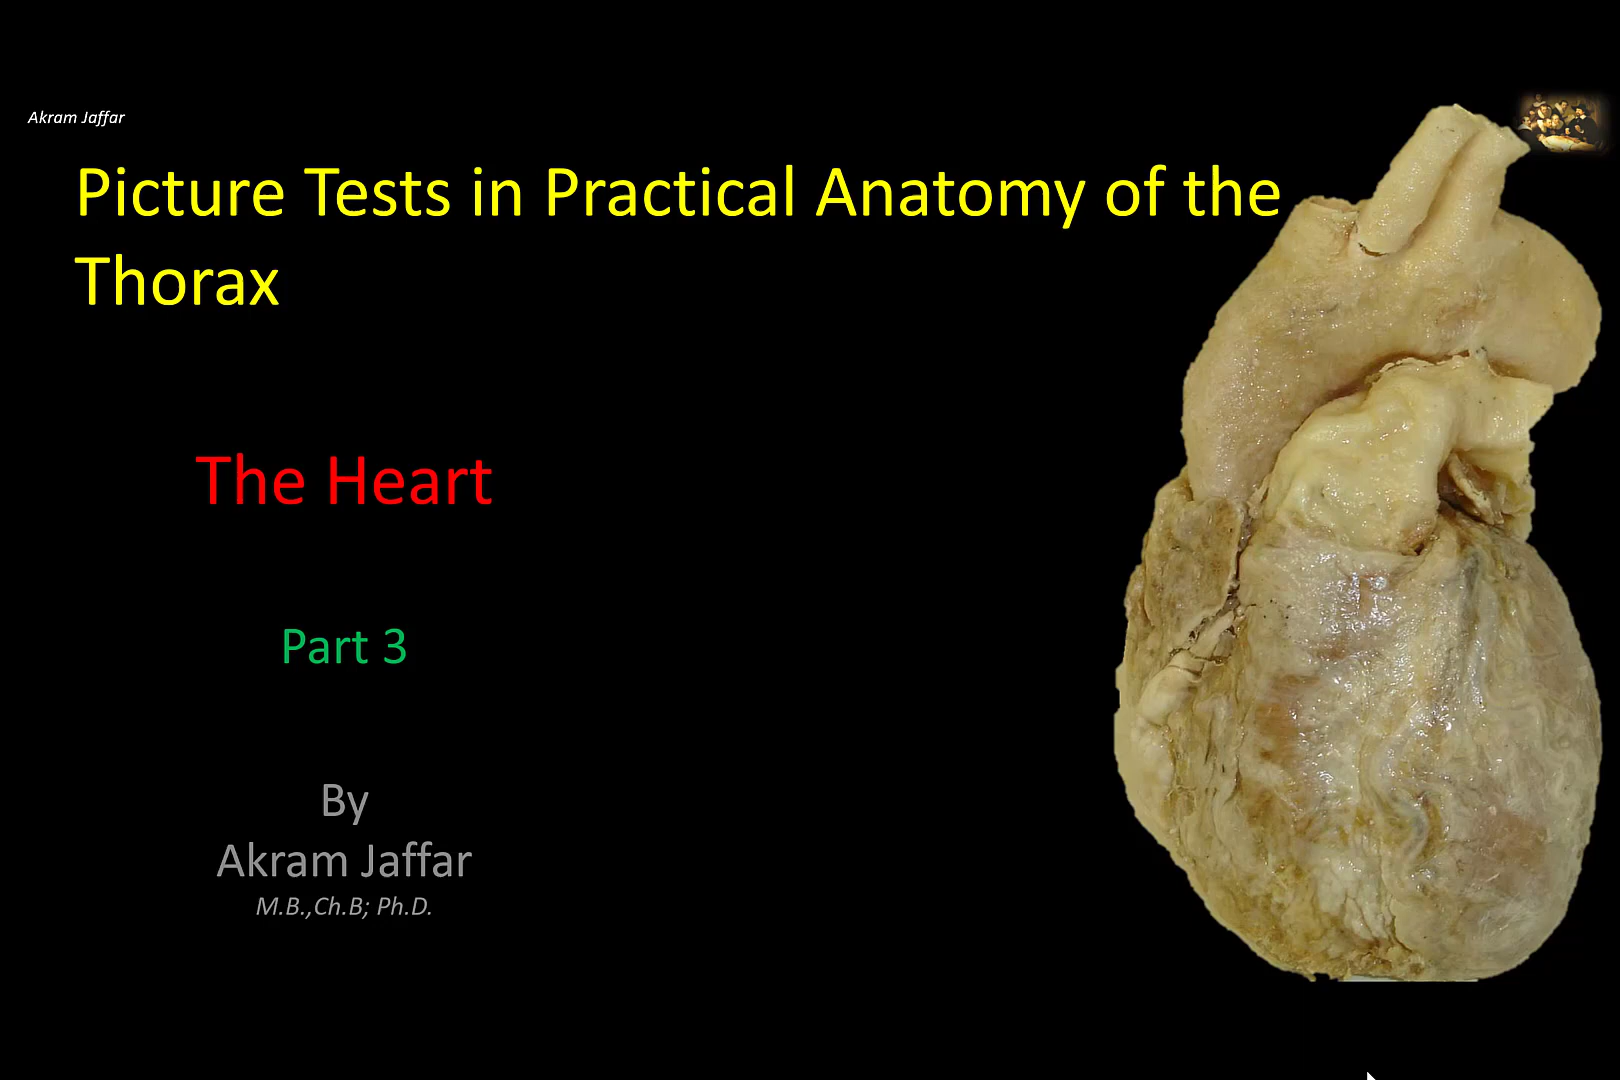 Akram Jaffar
Picture Tests in Practical Anatomy of the
Thorax
The Heart
Part 3
By
Akram Jaffar
M.B.,Ch.B; Ph.D.